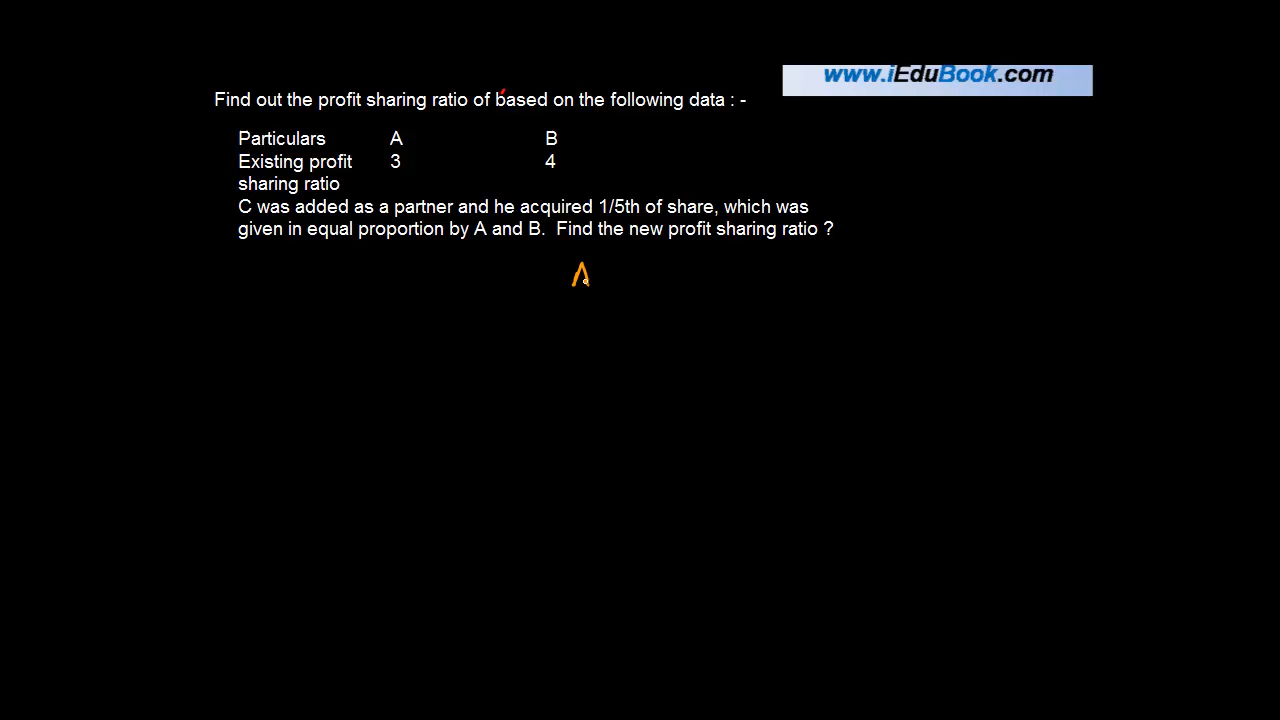 www.iEduBook.com
Find out the profit sharing ratio of based on the following data : -
Particulars A B
Existing profit 3 4
sharing ratio
C was added as a partner and he acquired 1/5th of share, which was
given in equal proportion by A and B.  Find the new profit sharing ratio ?
A